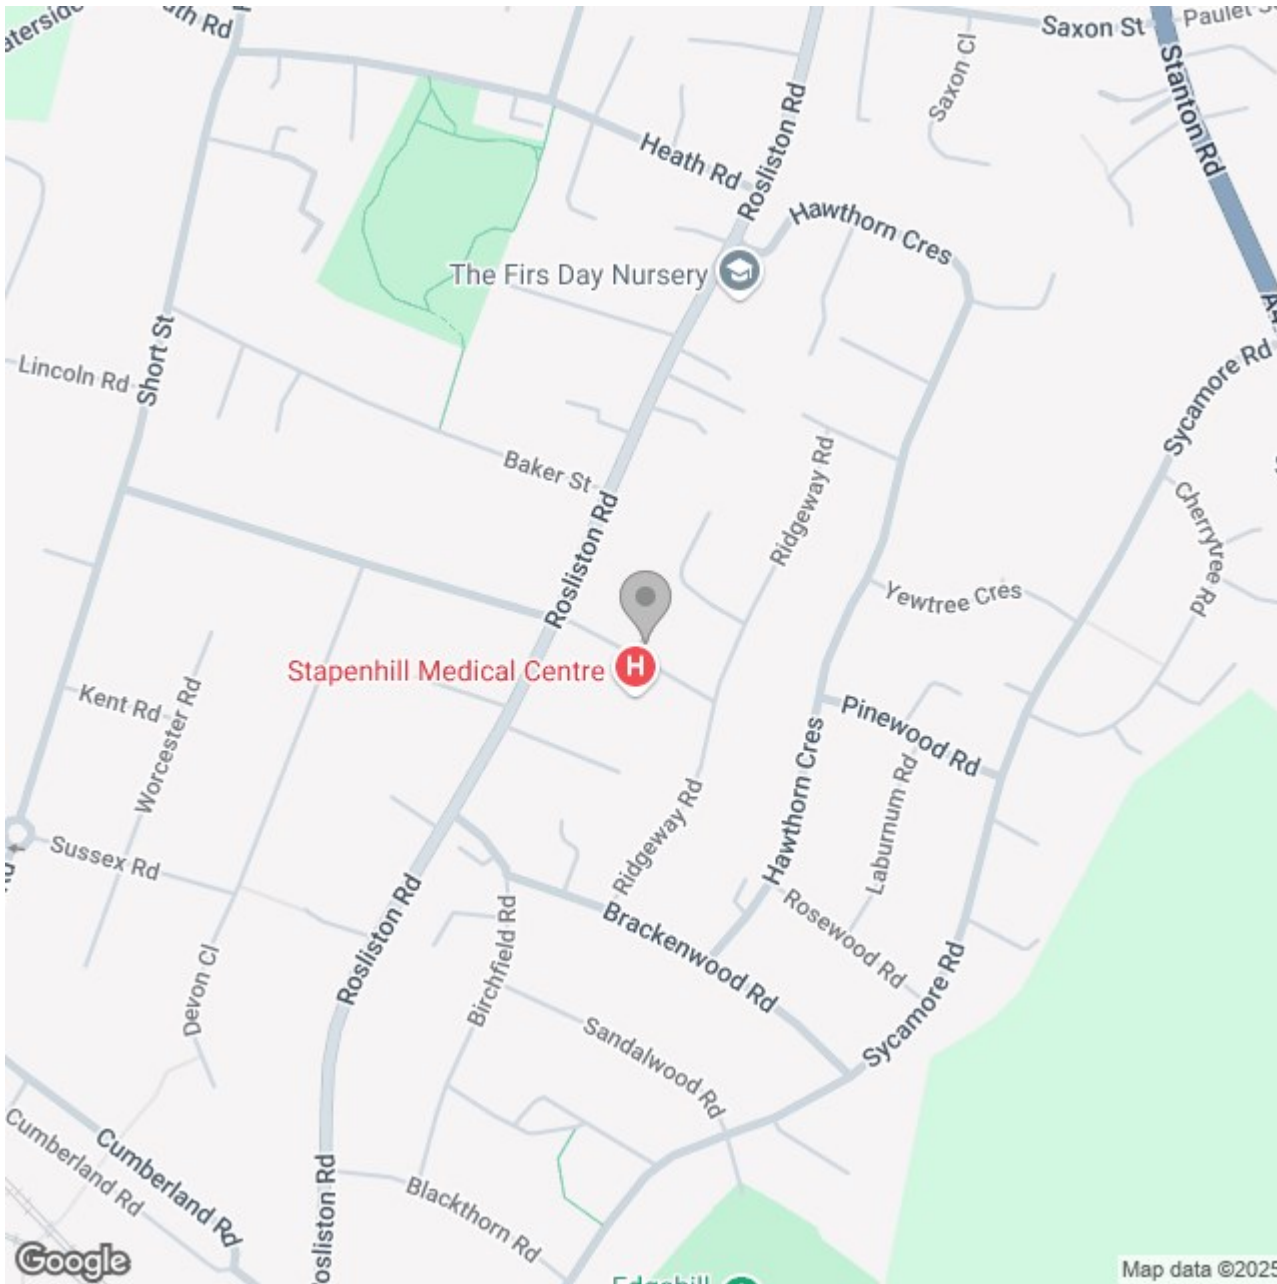 Saxon St
Stanton Rd
Saxon Cl
Heath Rd
Rosliston Rd
Hawthorn Cres
The Firs Day Nursery
Short St
Lincoln Rd
Sycamore Rd
Baker St
Ridgeway Rd
Cherrytree Rd
Rosliston Rd
Yewtree Cres
Stapenhill Medical Centre
H
Kent Rd
Worcester Rd
Pinewood Rd
Hawthorn Cres
Laburnum Rd
Ridgeway Rd
Sussex Rd
Rosliston Rd
Birchfield Rd
Brackenwood Rd
Rosewood Rd
Devon Cl
Sycamore Rd
Sandalwood Rd
Cumberland Rd
Cumberland Rd
Rosliston Rd
Blackthorn Rd
Google
Map data ©2025